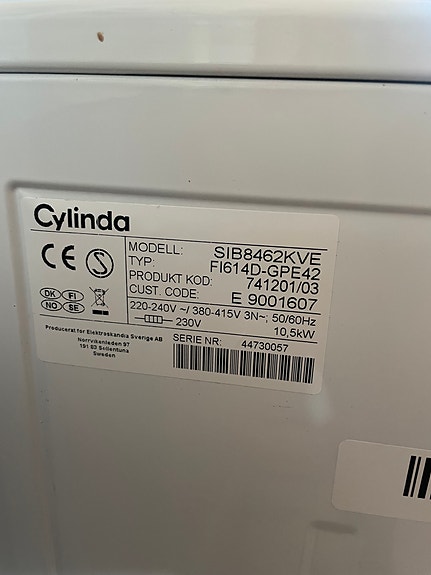 Cylinda
CE S
MODELL: SIB8462KVE
TYP: FI614D-GPE42
PRODUKT KOD: 741201/03
CUST. CODE: E 9001607
DK FI
NO SE
220-240V ~/ 380-415V 3N~; 50/60Hz
230V 10,5kW
Producerat for Elektroskandia Sverige AB
Norrvikenleden 97
191 83 Sollentuna
Sweden
SERIE NR: 44730057